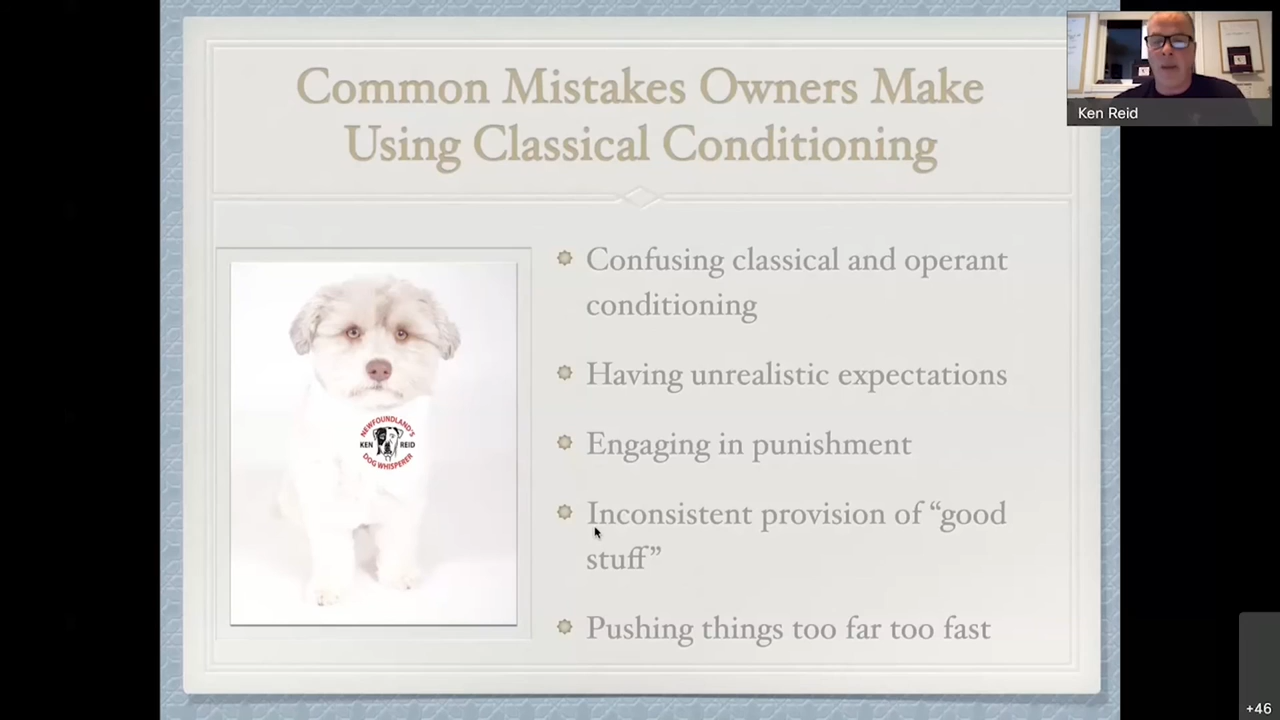 Common Mistakes Owners Make
Using Classical Conditioning
Ken Reid
Confusing classical and operant
conditioning
Having unrealistic expectations
Engaging in punishment
Inconsistent provision of “good
stuff”
Pushing things too far too fast
NEWFOUNDLAND'S
KEN REID
DOG WHISPERER
+46